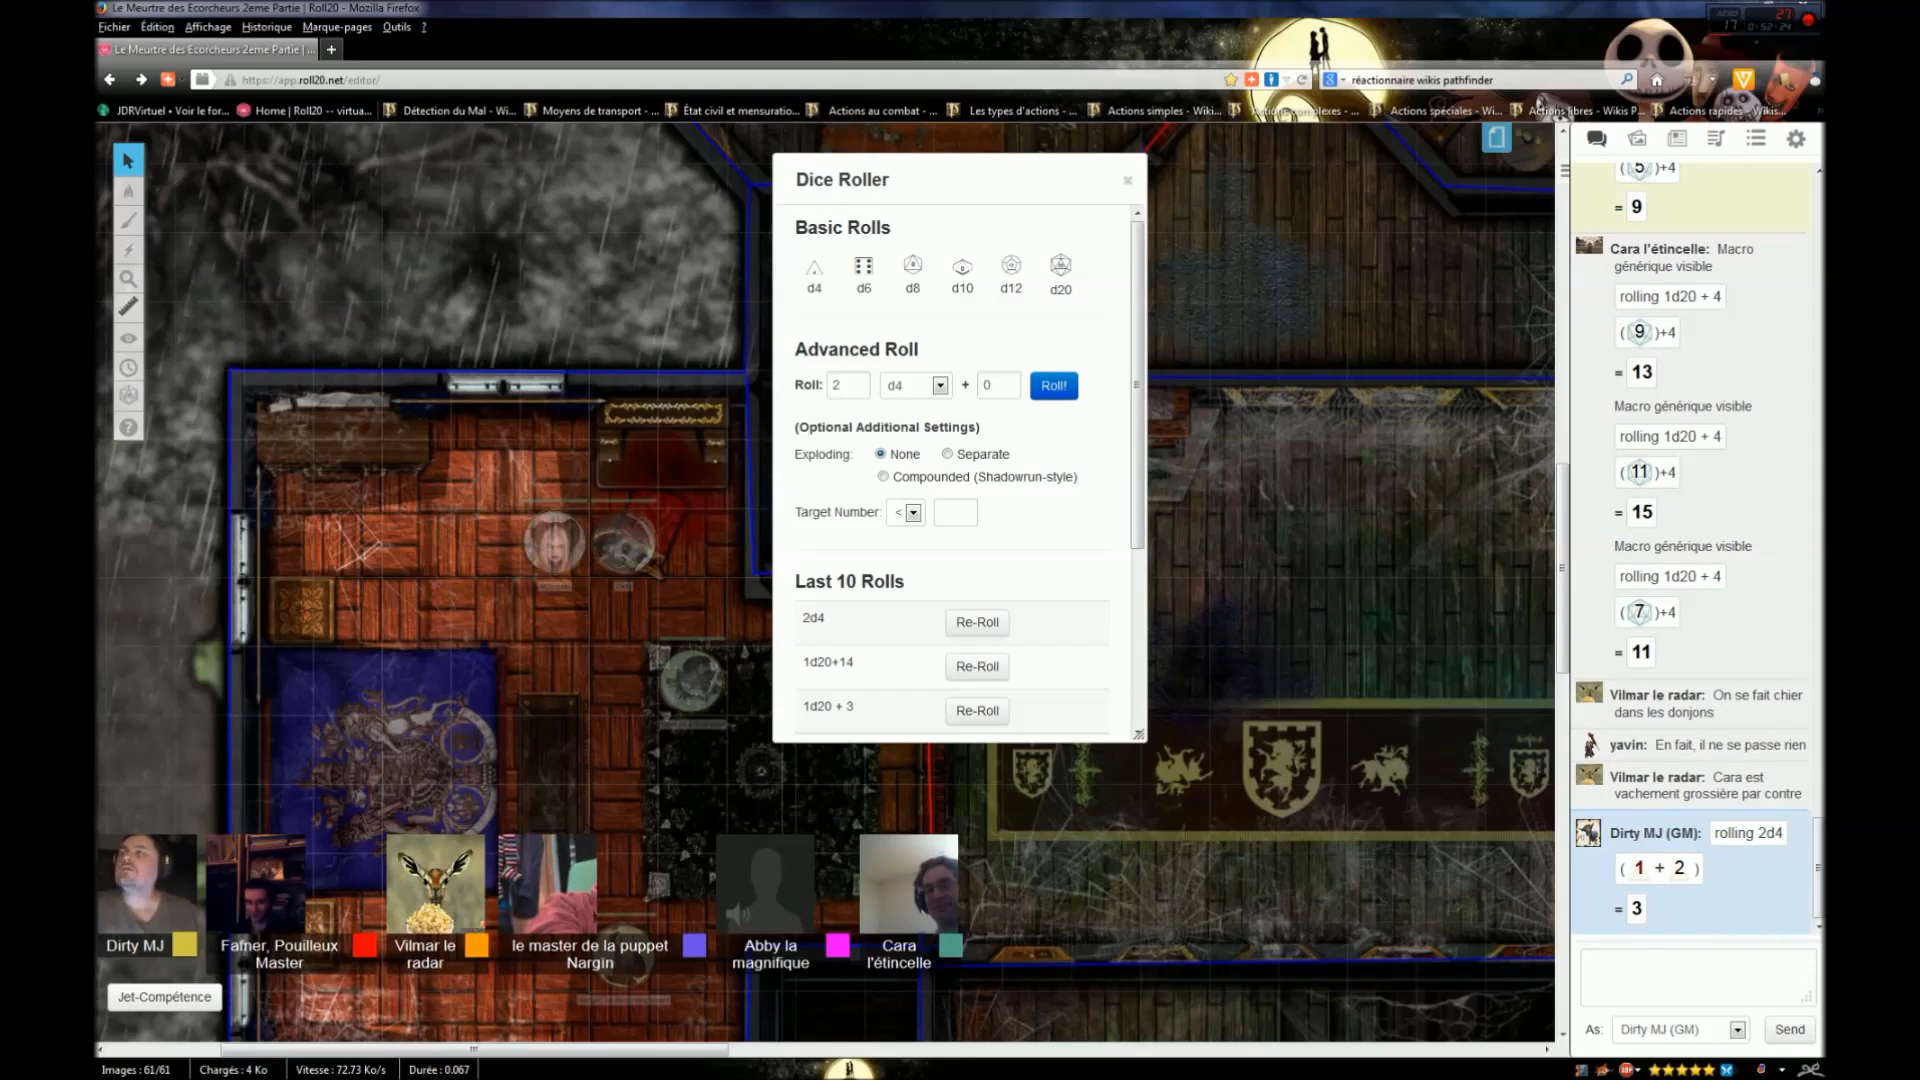 Le Meurtre des Ecorcheurs 2eme Partie | Roll20 - Mozilla Firefox
Fichier Édition Affichage Historique Marque-pages Outils ?
Le Meurtre des Ecorcheurs 2eme Partie | ...
https://app.roll20.net/editor/
réactionnaire wikis pathfinder
JDRVirtuel • Voir le for... Home | Roll20 -- virtua... Détection du Mal - Wi... Moyens de transport - ... État civil et mensuratio... Actions au combat - ... Les types d'actions - ... Actions simples - Wiki... Actions complexes - ... Actions spéciales - Wi... Actions libres - Wikis P... Actions rapides - Wikis...
27
17 0:52:24
Dice Roller
Basic Rolls
d4 d6 d8 d10 d12 d20
Advanced Roll
Roll: 2 d4 + 0 Roll!
(Optional Additional Settings)
Exploding: None Separate
Compounded (Shadowrun-style)
Target Number: <
Last 10 Rolls
2d4 Re-Roll
1d20+14 Re-Roll
1d20 + 3 Re-Roll
(5)+4
= 9
Cara l'étincelle: Macro
générique visible
rolling 1d20 + 4
(9)+4
= 13
Macro générique visible
rolling 1d20 + 4
(11)+4
= 15
Macro générique visible
rolling 1d20 + 4
(7)+4
= 11
Vilmar le radar: On se fait chier
dans les donjons
yavin: En fait, il ne se passe rien
Vilmar le radar: Cara est
vachement grossière par contre
Dirty MJ (GM): rolling 2d4
( 1 + 2 )
= 3
As: Dirty MJ (GM) Send
Dirty MJ
Fafner, Pouilleux
Master
Vilmar le
radar
le master de la puppet
Nargin
Abby la
magnifique
Cara
l'étincelle
Jet-Compétence
Images : 61/61 Chargés : 4 Ko Vitesse : 72.73 Ko/s Durée : 0.067